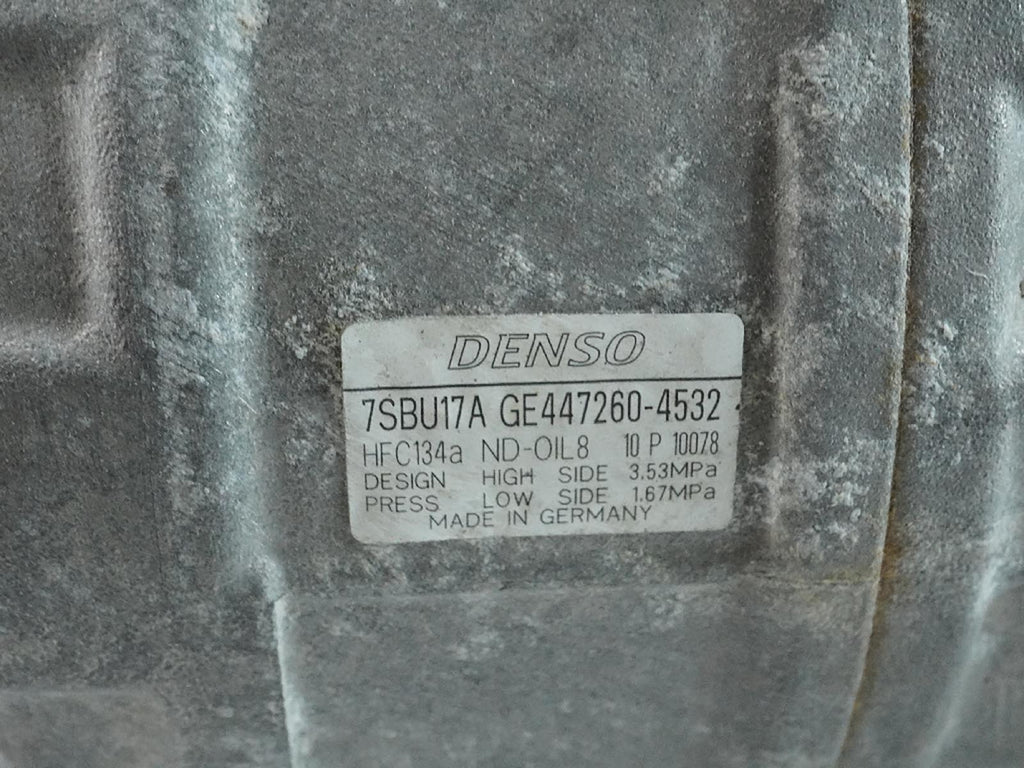 DENSO
7SBU17A GE447260-4532
HFC134a ND-OIL8 10 P 10078
DESIGN HIGH SIDE 3.53MPa
PRESS LOW SIDE 1.67MPa
MADE IN GERMANY